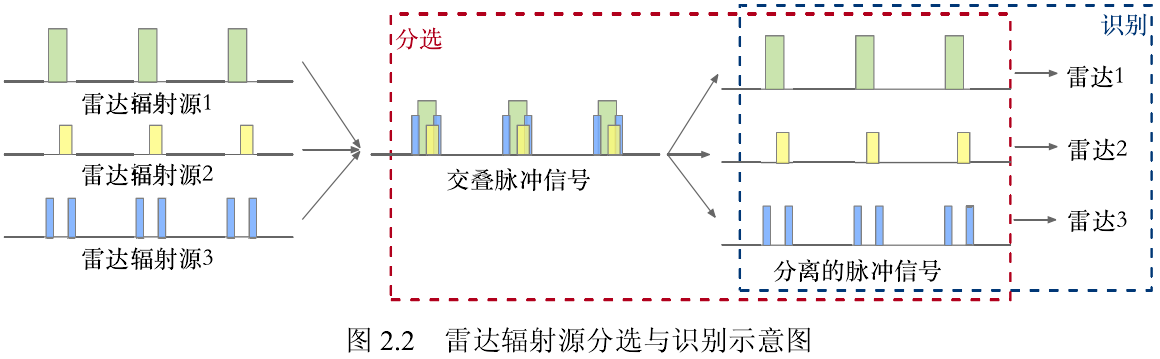 分选
识别
雷达辐射源1
雷达1
雷达辐射源2
交叠脉冲信号
雷达2
雷达辐射源3
分离的脉冲信号
雷达3
图 2.2 雷达辐射源分选与识别示意图